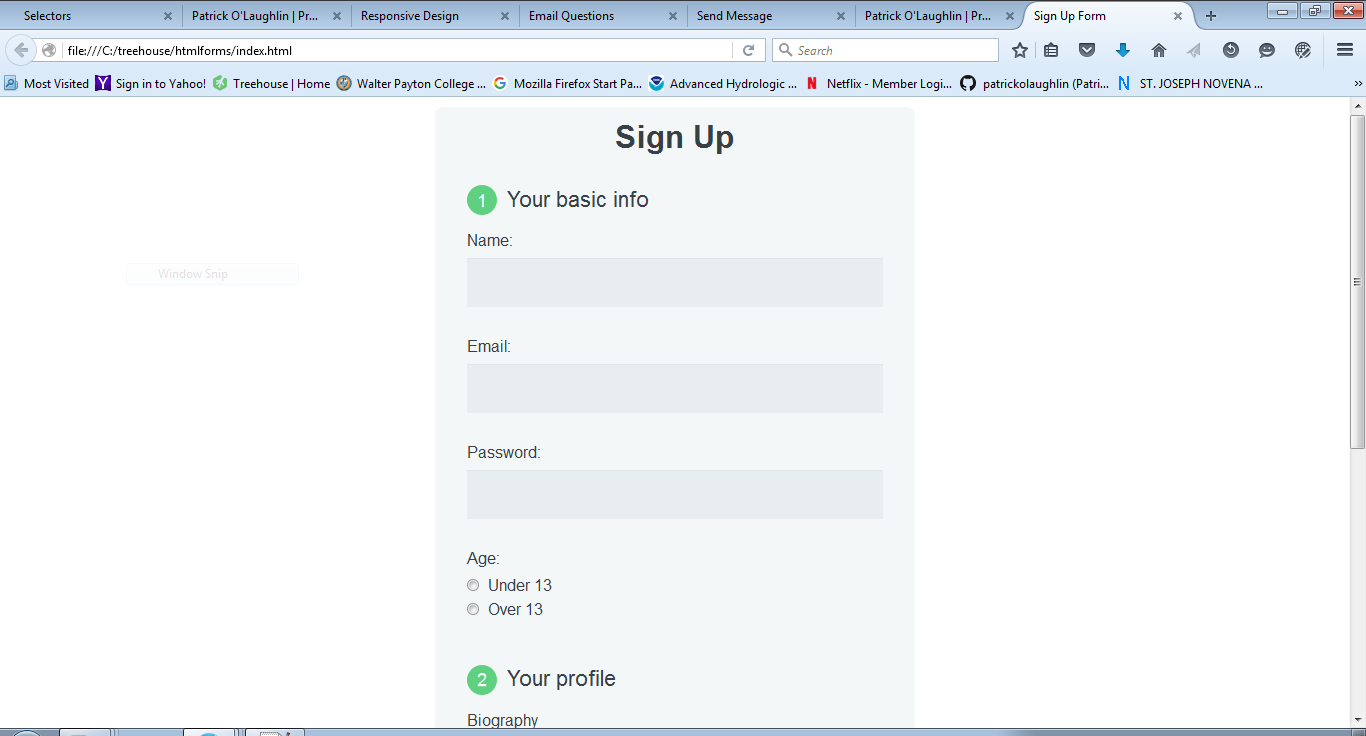 Selectors
Patrick O'Laughlin | Pr...
Responsive Design
Email Questions
Send Message
Patrick O'Laughlin | Pr...
Sign Up Form
file:///C:/treehouse/htmlforms/index.html
Search
Most Visited
Sign in to Yahoo!
Treehouse | Home
Walter Payton College ...
Mozilla Firefox Start Pa...
Advanced Hydrologic ...
Netflix - Member Logi...
patrickolaughlin (Patri...
ST. JOSEPH NOVENA ...
Sign Up
1 Your basic info
Name:
Window Snip
Email:
Password:
Age:
Under 13
Over 13
2 Your profile
Biography